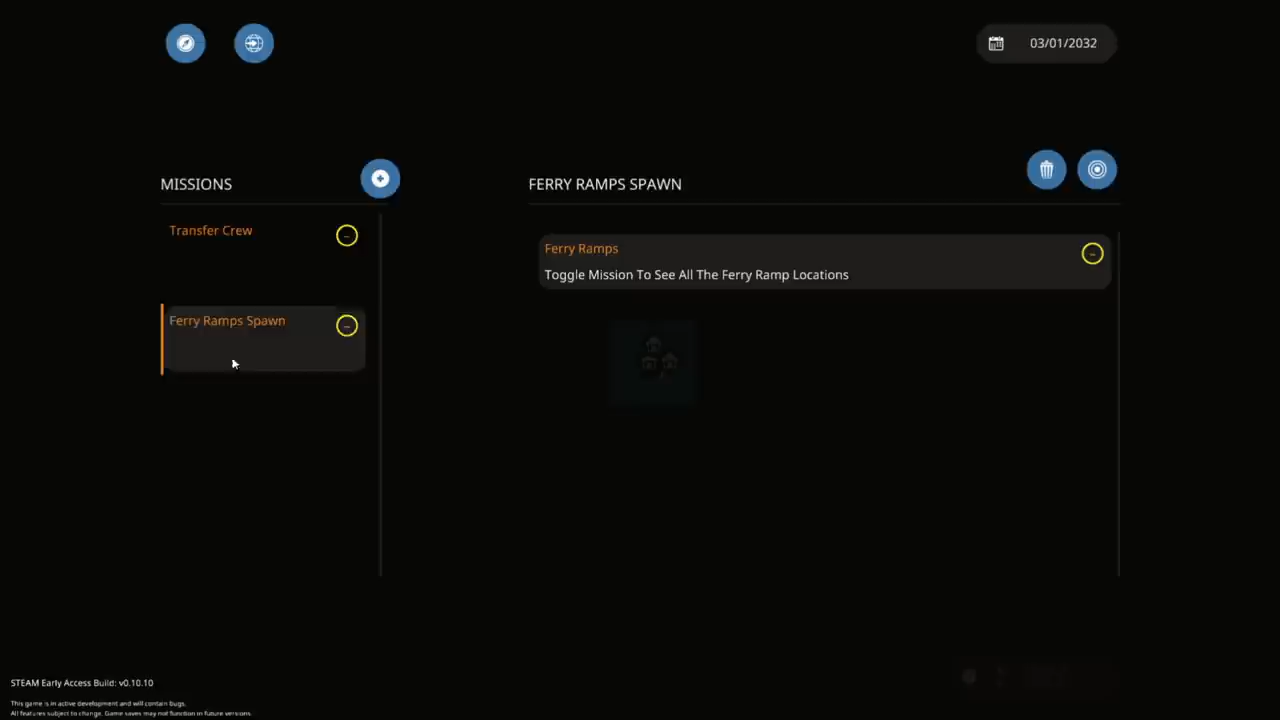 03/01/2032
MISSIONS
FERRY RAMPS SPAWN
Transfer Crew
Ferry Ramps
Toggle Mission To See All The Ferry Ramp Locations
Ferry Ramps Spawn
STEAM Early Access Build: v0.10.10
This game is in active development and will contain bugs.
All features subject to change. Game saves may not function in future versions.